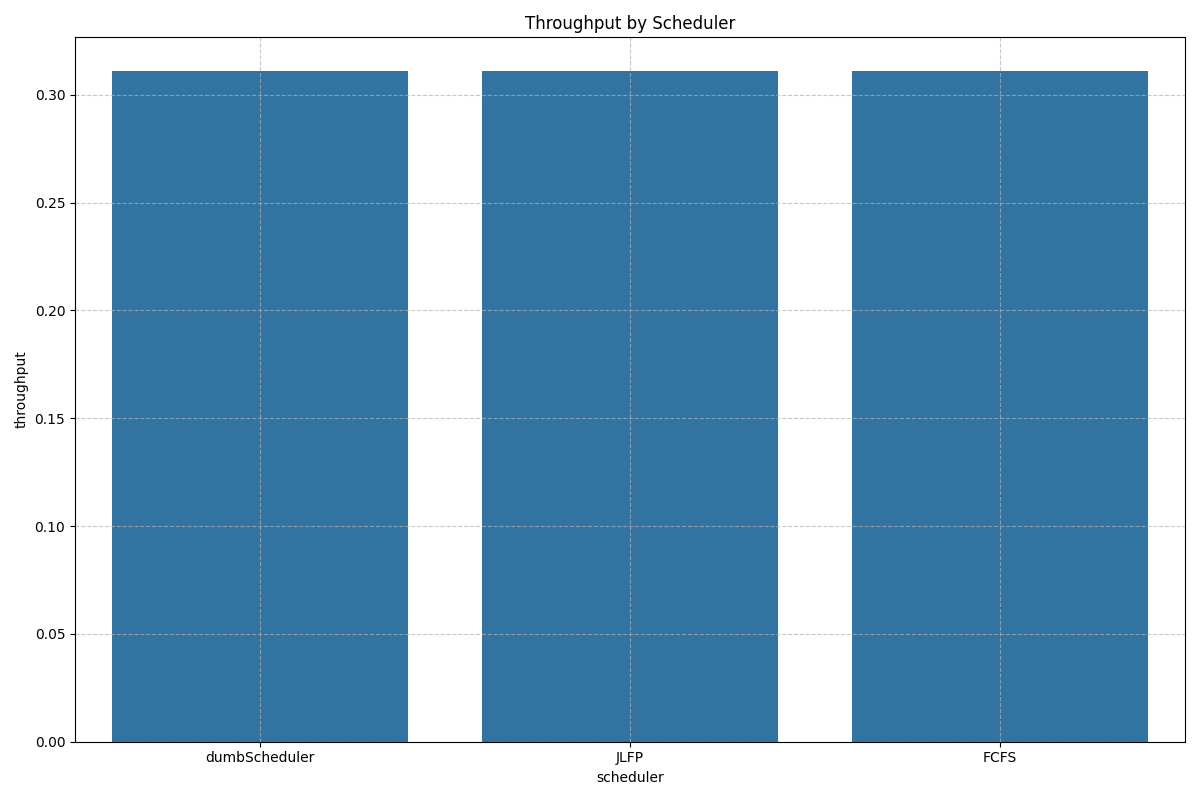 Throughput by Scheduler
0.30
0.25
0.20
0.15
0.10
0.05
0.00
throughput
dumbScheduler
JLFP
FCFS
scheduler